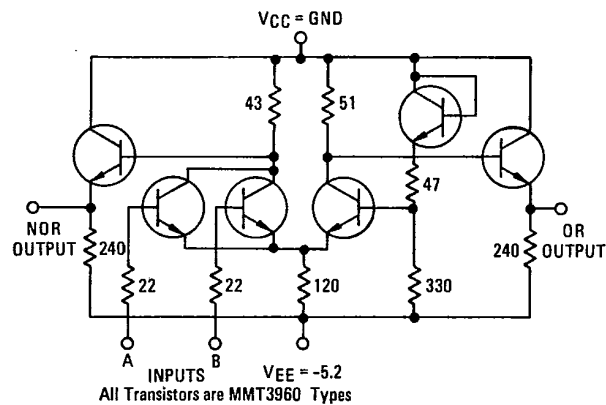 VCC = GND
43
51
47
NOR
OUTPUT
240
22
22
120
330
240
OR
OUTPUT
A
B
INPUTS
VEE = -5.2
All Transistors are MMT3960 Types